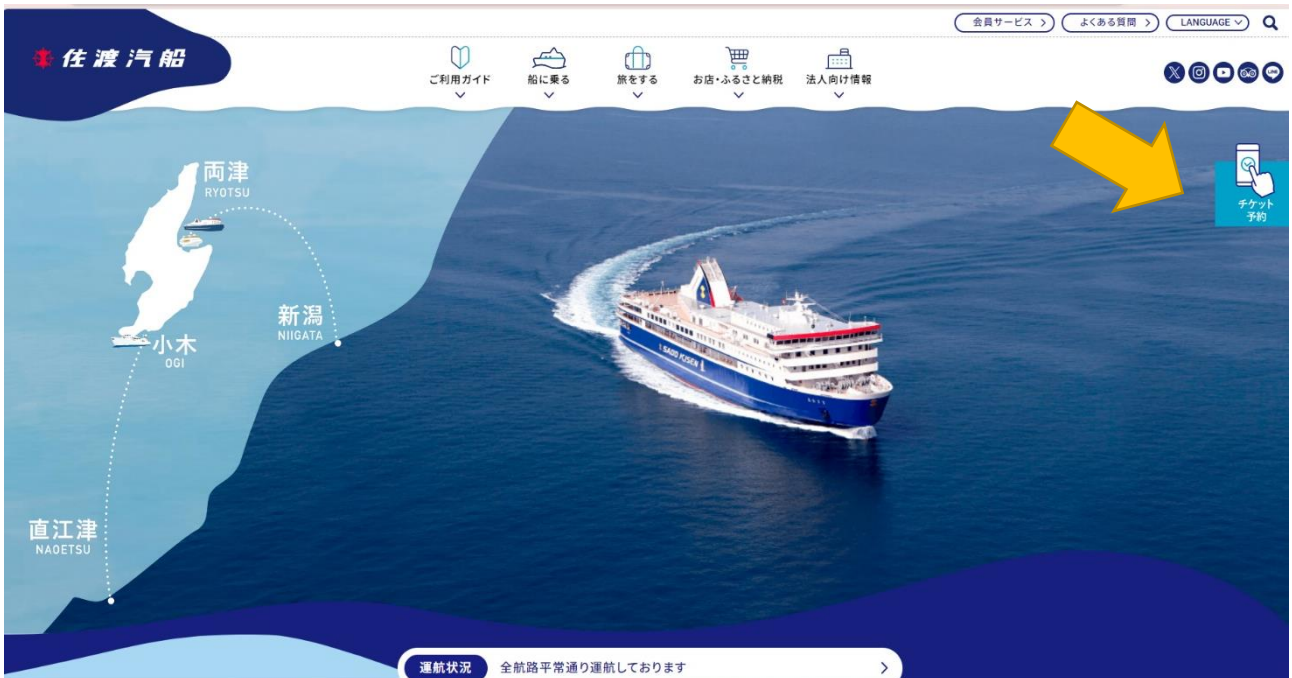 会員サービス
よくある質問
LANGUAGE
佐渡汽船
ご利用ガイド
船に乗る
旅をする
お店・ふるさと納税
法人向け情報
両津
RYOTSU
新潟
NIIGATA
小木
OGI
直江津
NAOETSU
チケット
予約
SADO KISEN
運航状況
全航路平常通り運航しております